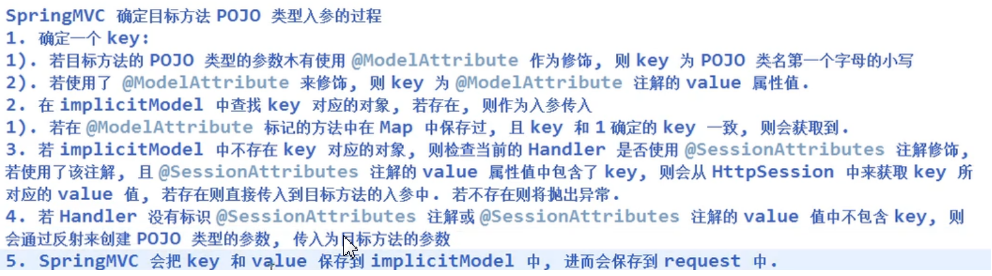 SpringMVC 确定目标方法 POJO 类型入参的过程
1. 确定一个 key:
1). 若目标方法的 POJO 类型的参数木有使用 @ModelAttribute 作为修饰, 则 key 为 POJO 类名第一个字母的小写
2). 若使用了 @ModelAttribute 来修饰, 则 key 为 @ModelAttribute 注解的 value 属性值.
2. 在 implicitModel 中查找 key 对应的对象, 若存在, 则作为入参传入
1). 若在 @ModelAttribute 标记的方法中在 Map 中保存过, 且 key 和 1 确定的 key 一致, 则会获取到.
3. 若 implicitModel 中不存在 key 对应的对象, 则检查当前的 Handler 是否使用 @SessionAttributes 注解修饰,
若使用了该注解, 且 @SessionAttributes 注解的 value 属性值中包含了 key, 则会从 HttpSession 中来获取 key 所
对应的 value 值, 若存在则直接传入到目标方法的入参中. 若不存在则将抛出异常.
4. 若 Handler 没有标识 @SessionAttributes 注解或 @SessionAttributes 注解的 value 值中不包含 key, 则
会通过反射来创建 POJO 类型的参数, 传入为目标方法的参数
5. SpringMVC 会把 key 和 value 保存到 implicitModel 中, 进而会保存到 request 中.